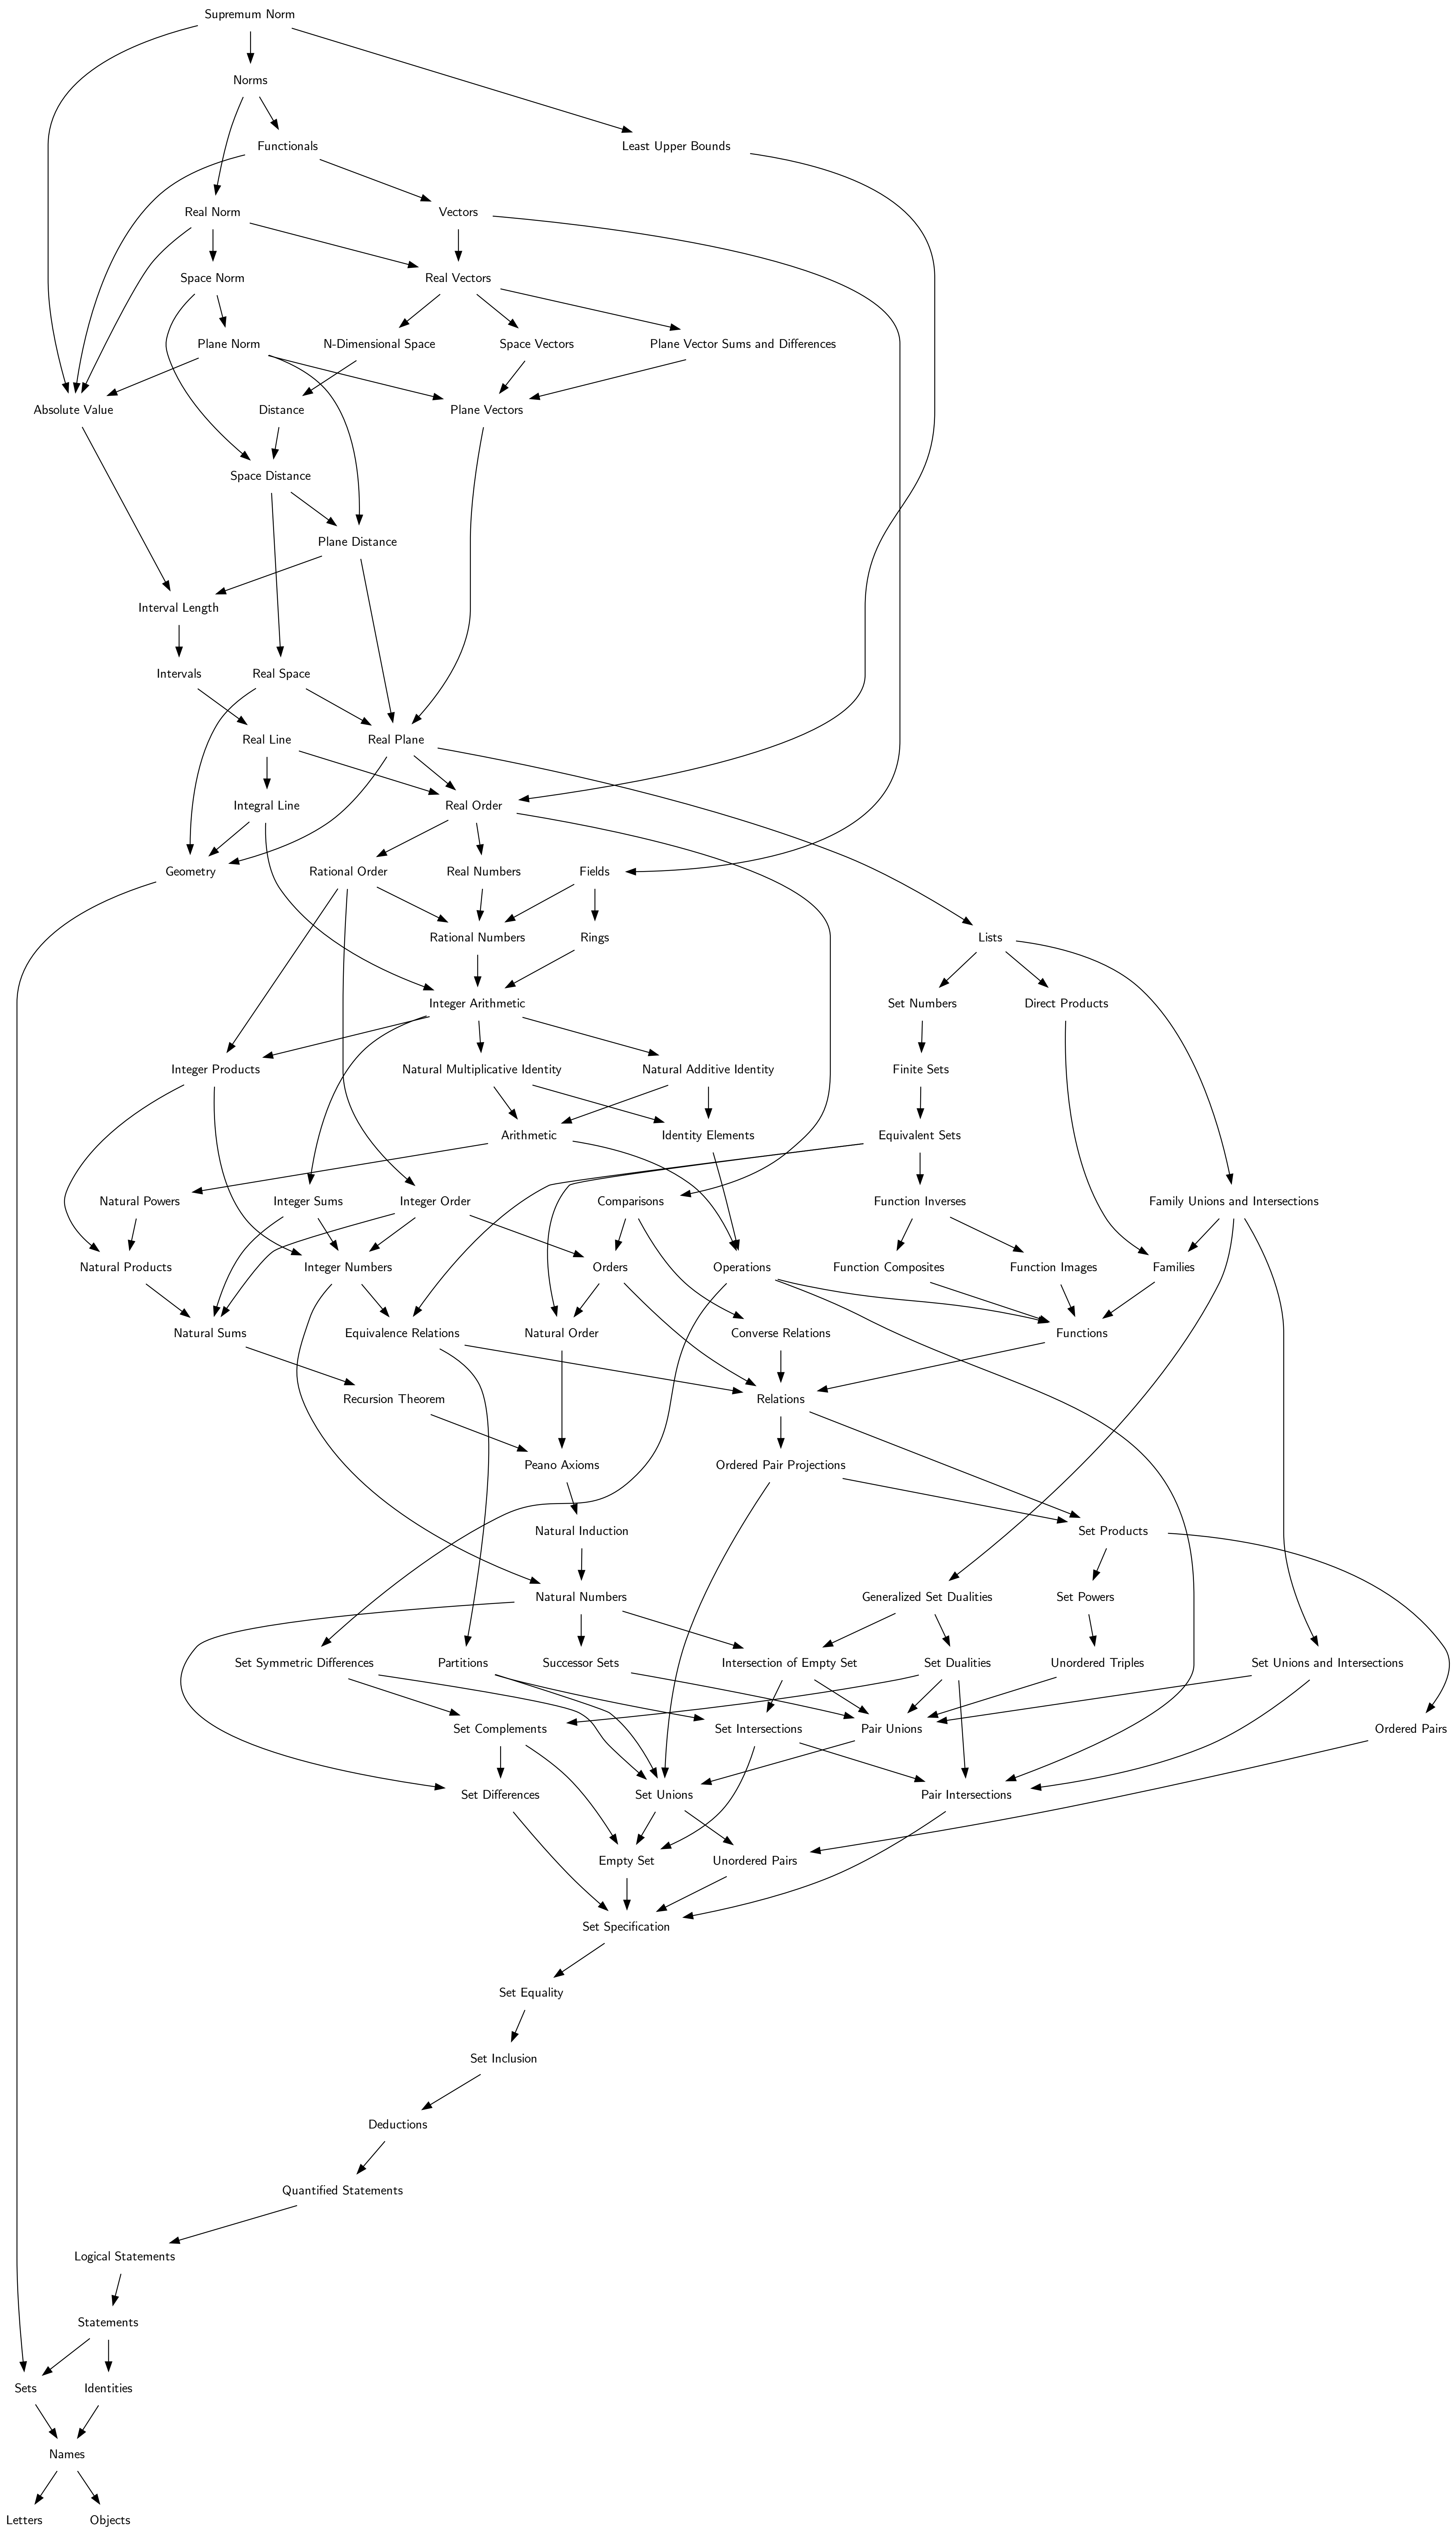 Supremum Norm
Norms
Functionals
Least Upper Bounds
Real Norm
Vectors
Space Norm
Real Vectors
Plane Norm
N-Dimensional Space
Space Vectors
Plane Vector Sums and Differences
Absolute Value
Distance
Plane Vectors
Space Distance
Plane Distance
Interval Length
Intervals
Real Space
Real Line
Real Plane
Integral Line
Real Order
Geometry
Rational Order
Real Numbers
Fields
Rational Numbers
Rings
Lists
Integer Arithmetic
Set Numbers
Direct Products
Integer Products
Natural Multiplicative Identity
Natural Additive Identity
Finite Sets
Arithmetic
Identity Elements
Equivalent Sets
Natural Powers
Integer Sums
Integer Order
Comparisons
Function Inverses
Family Unions and Intersections
Natural Products
Integer Numbers
Orders
Operations
Function Composites
Function Images
Families
Natural Sums
Equivalence Relations
Natural Order
Converse Relations
Functions
Recursion Theorem
Relations
Peano Axioms
Ordered Pair Projections
Natural Induction
Set Products
Natural Numbers
Generalized Set Dualities
Set Powers
Set Symmetric Differences
Partitions
Successor Sets
Intersection of Empty Set
Set Dualities
Unordered Triples
Set Unions and Intersections
Set Complements
Set Intersections
Pair Unions
Ordered Pairs
Set Differences
Set Unions
Pair Intersections
Empty Set
Unordered Pairs
Set Specification
Set Equality
Set Inclusion
Deductions
Quantified Statements
Logical Statements
Statements
Sets
Identities
Names
Letters
Objects